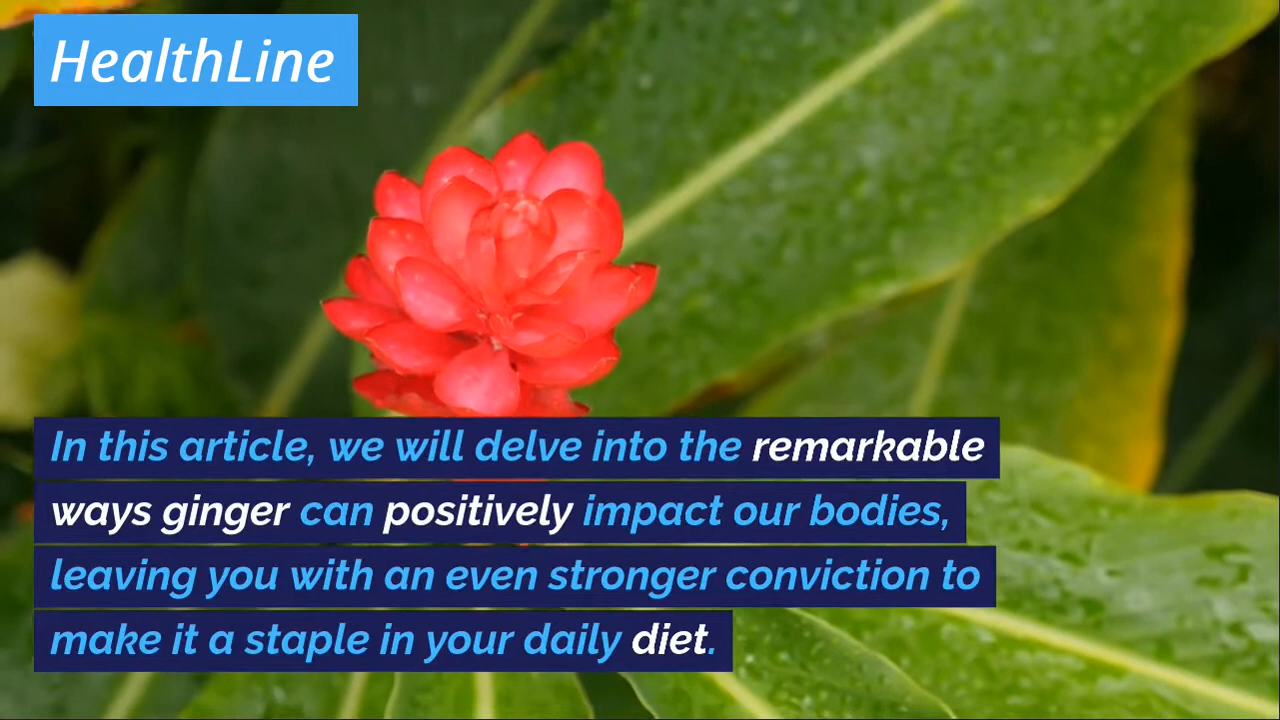 HealthLine
In this article, we will delve into the remarkable
ways ginger can positively impact our bodies,
leaving you with an even stronger conviction to
make it a staple in your daily diet.